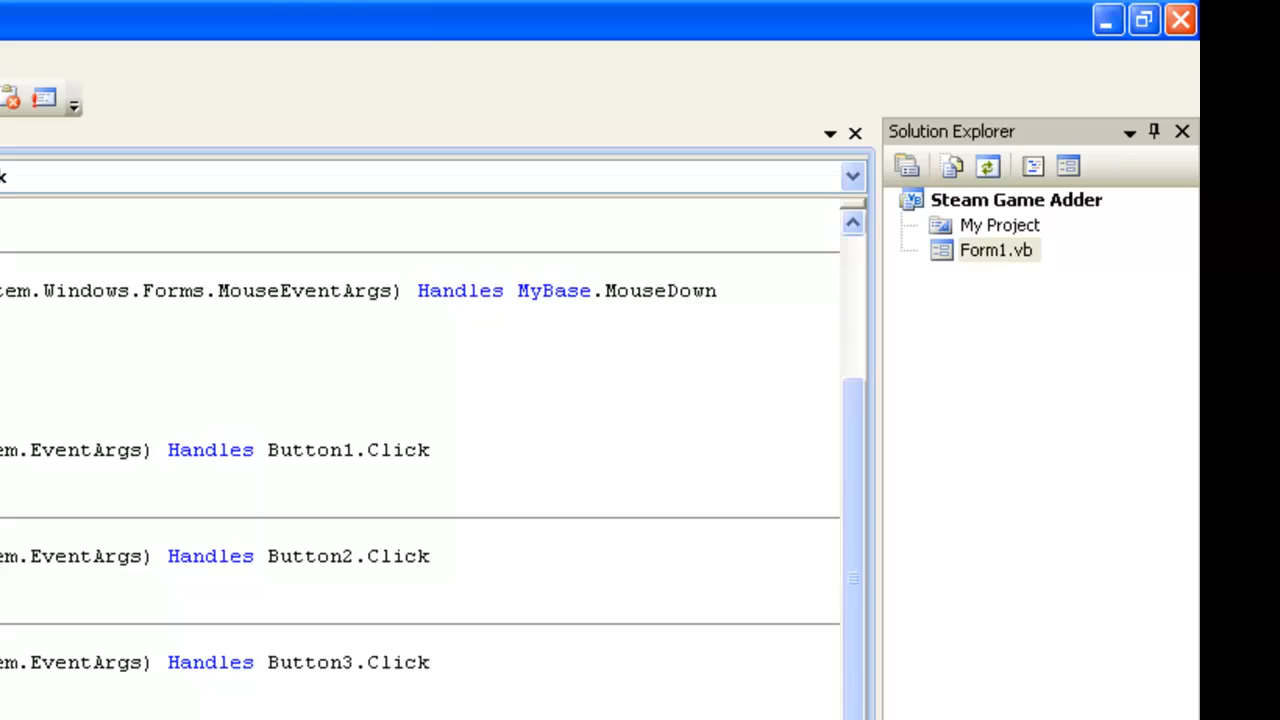 Solution Explorer
k
Steam Game Adder
My Project
Form1.vb
tem.Windows.Forms.MouseEventArgs) Handles MyBase.MouseDown
em.EventArgs) Handles Button1.Click
em.EventArgs) Handles Button2.Click
em.EventArgs) Handles Button3.Click